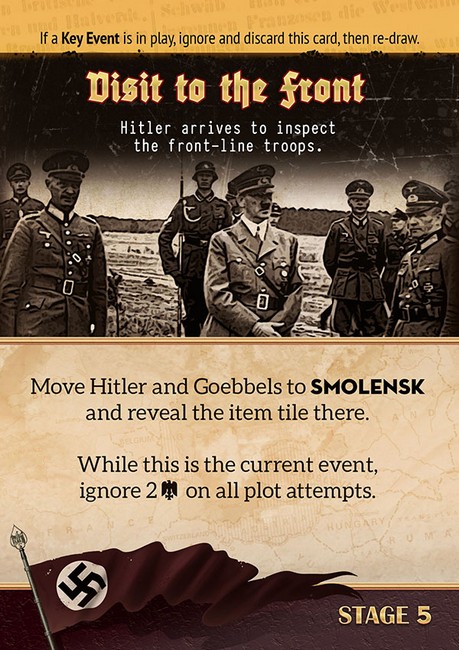 If a Key Event is in play, ignore and discard this card, then re-draw.
Visit to the Front
Hitler arrives to inspect
the front-line troops.
Move Hitler and Goebbels to SMOLENSK
and reveal the item tile there.
While this is the current event,
ignore 2 on all plot attempts.
STAGE 5